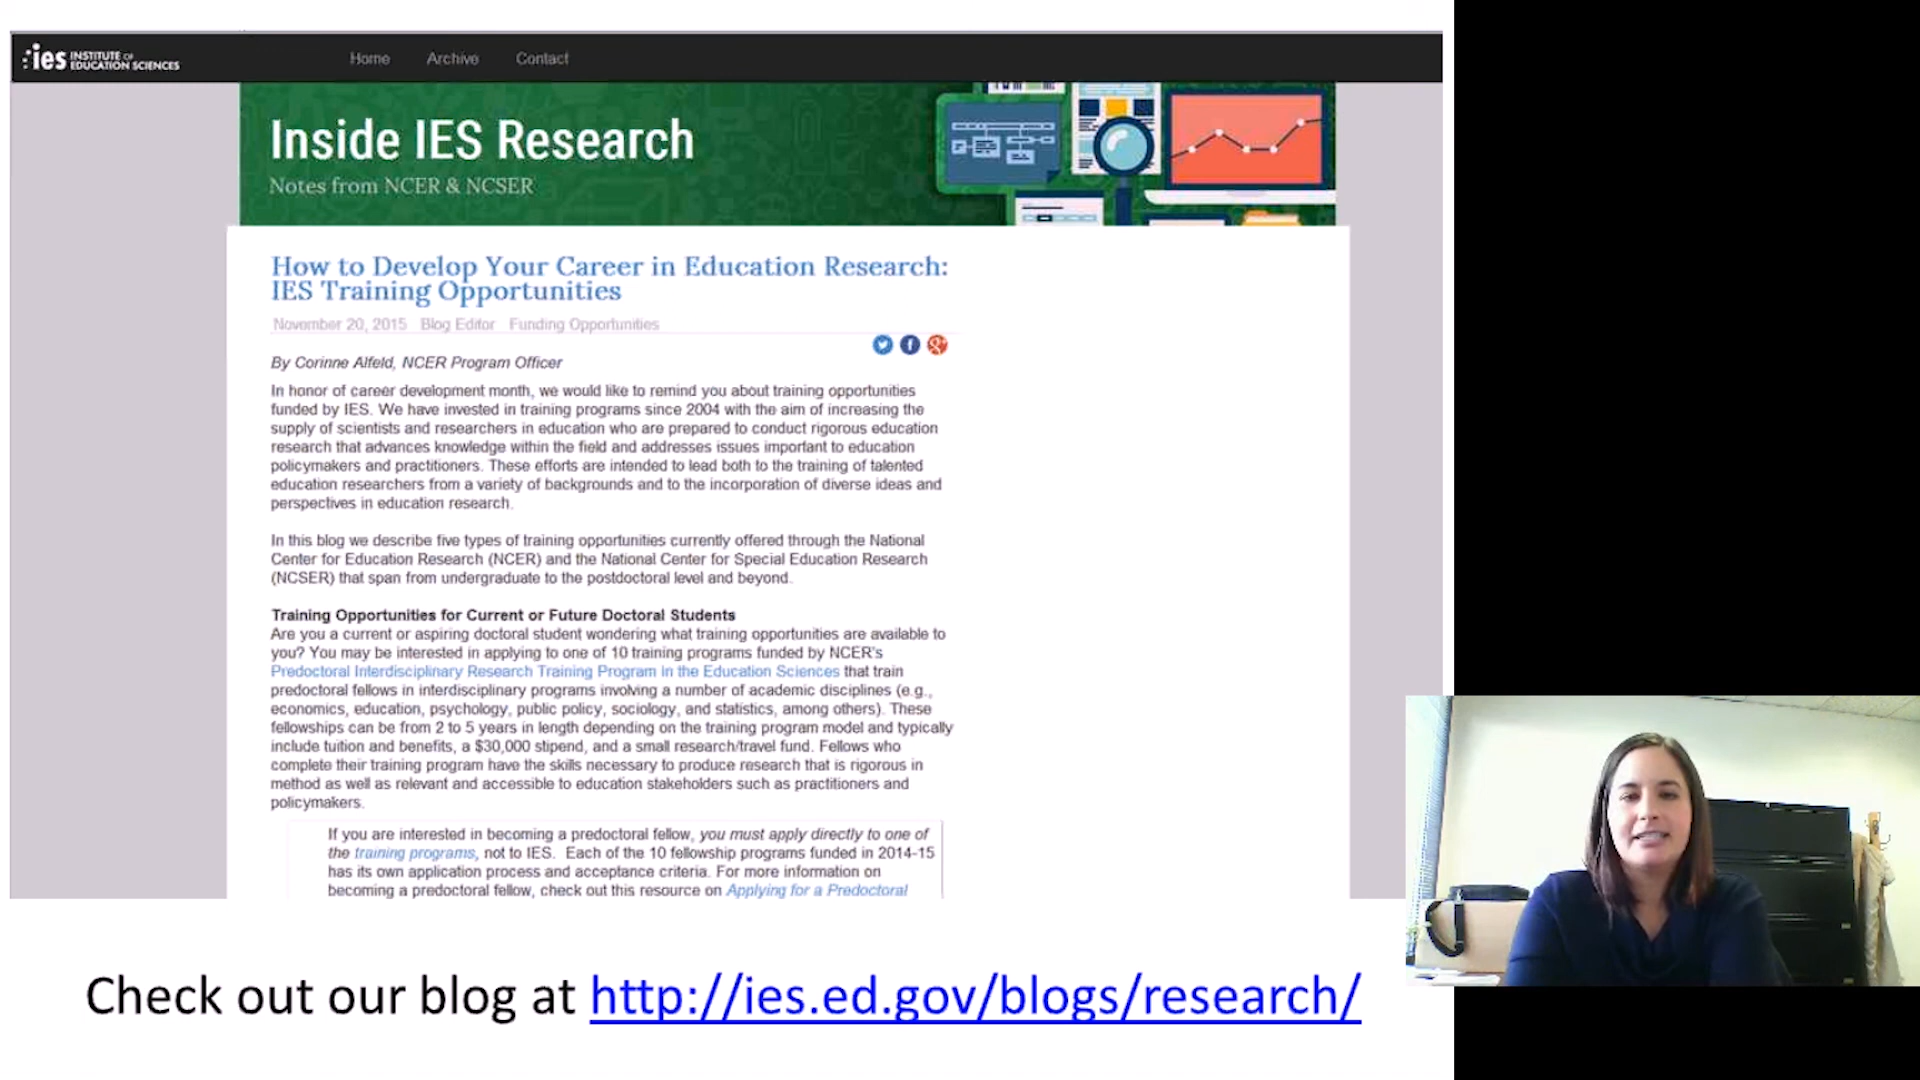 ies INSTITUTE OF
EDUCATION SCIENCES
Home Archive Contact
Inside IES Research
Notes from NCER & NCSER
How to Develop Your Career in Education Research:
IES Training Opportunities
November 20, 2015 Blog Editor Funding Opportunities
By Corinne Alfeld, NCER Program Officer
In honor of career development month, we would like to remind you about training opportunities
funded by IES. We have invested in training programs since 2004 with the aim of increasing the
supply of scientists and researchers in education who are prepared to conduct rigorous education
research that advances knowledge within the field and addresses issues important to education
policymakers and practitioners. These efforts are intended to lead both to the training of talented
education researchers from a variety of backgrounds and to the incorporation of diverse ideas and
perspectives in education research.
In this blog we describe five types of training opportunities currently offered through the National
Center for Education Research (NCER) and the National Center for Special Education Research
(NCSER) that span from undergraduate to the postdoctoral level and beyond.
Training Opportunities for Current or Future Doctoral Students
Are you a current or aspiring doctoral student wondering what training opportunities are available to
you? You may be interested in applying to one of 10 training programs funded by NCER's
Predoctoral Interdisciplinary Research Training Program in the Education Sciences that train
predoctoral fellows in interdisciplinary programs involving a number of academic disciplines (e.g.,
economics, education, psychology, public policy, sociology, and statistics, among others). These
fellowships can be from 2 to 5 years in length depending on the training program model and typically
include tuition and benefits, a $30,000 stipend, and a small research/travel fund. Fellows who
complete their training program have the skills necessary to produce research that is rigorous in
method as well as relevant and accessible to education stakeholders such as practitioners and
policymakers.
If you are interested in becoming a predoctoral fellow, you must apply directly to one of
the training programs, not to IES. Each of the 10 fellowship programs funded in 2014-15
has its own application process and acceptance criteria. For more information on
becoming a predoctoral fellow, check out this resource on Applying for a Predoctoral
Check out our blog at http://ies.ed.gov/blogs/research/